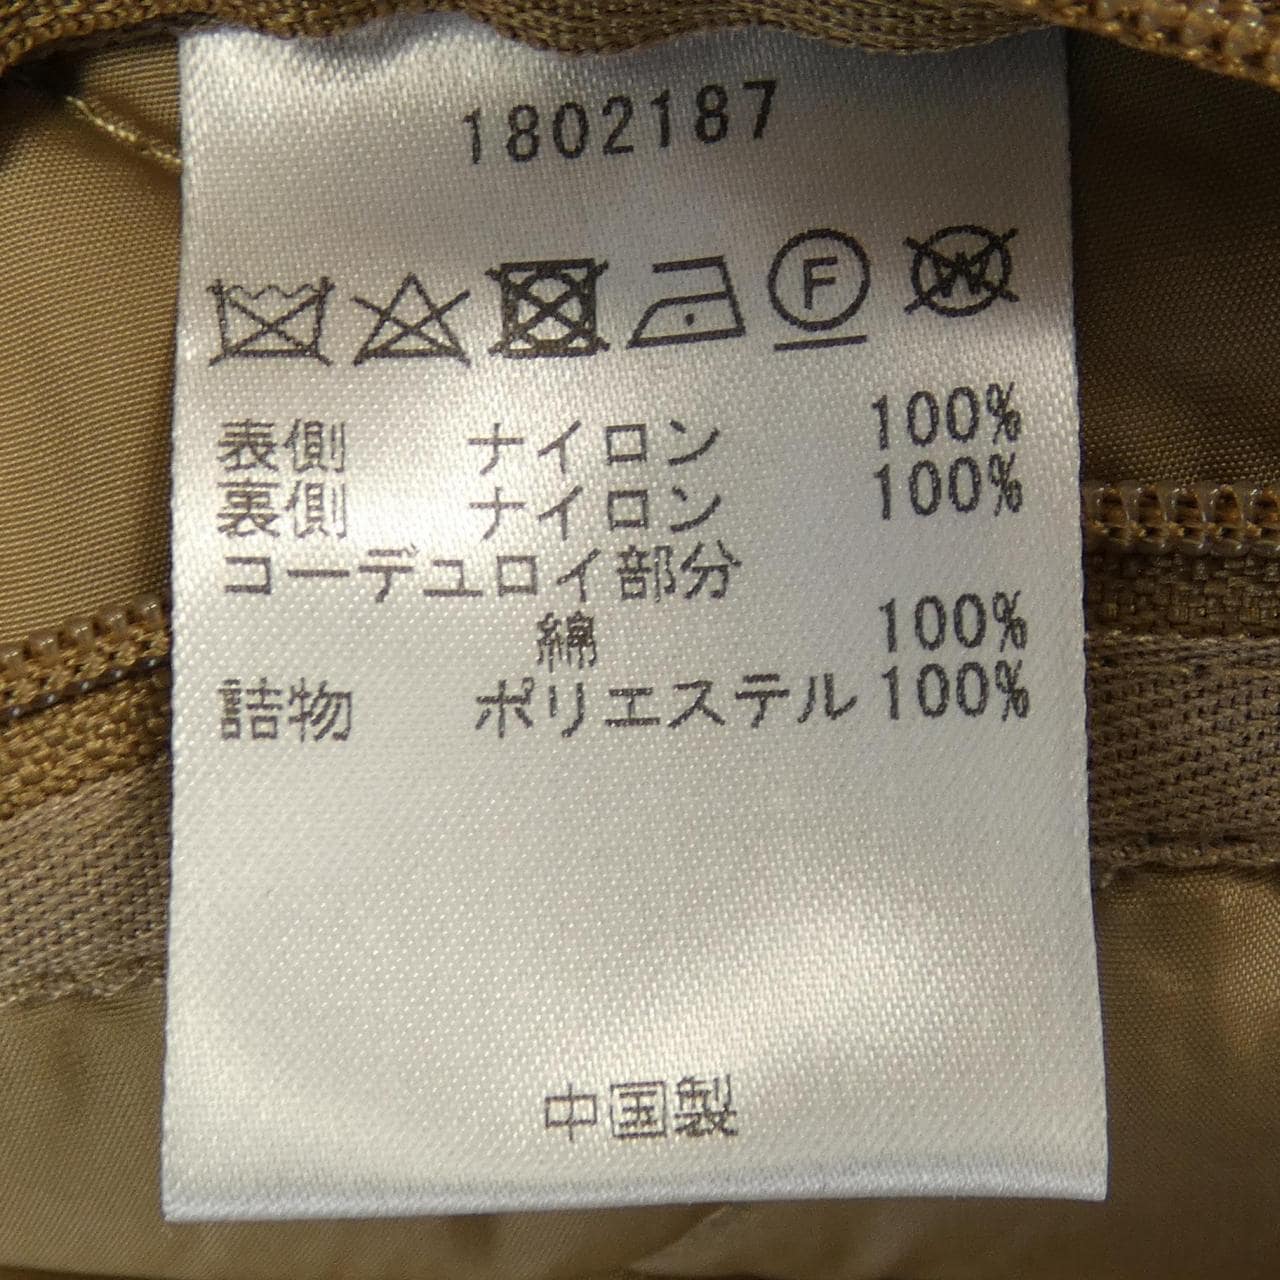 1802187
F W
表側 ナイロン 100%
裏側 ナイロン 100%
コーデュロイ部分
綿 100%
詰物 ポリエステル 100%
中国製